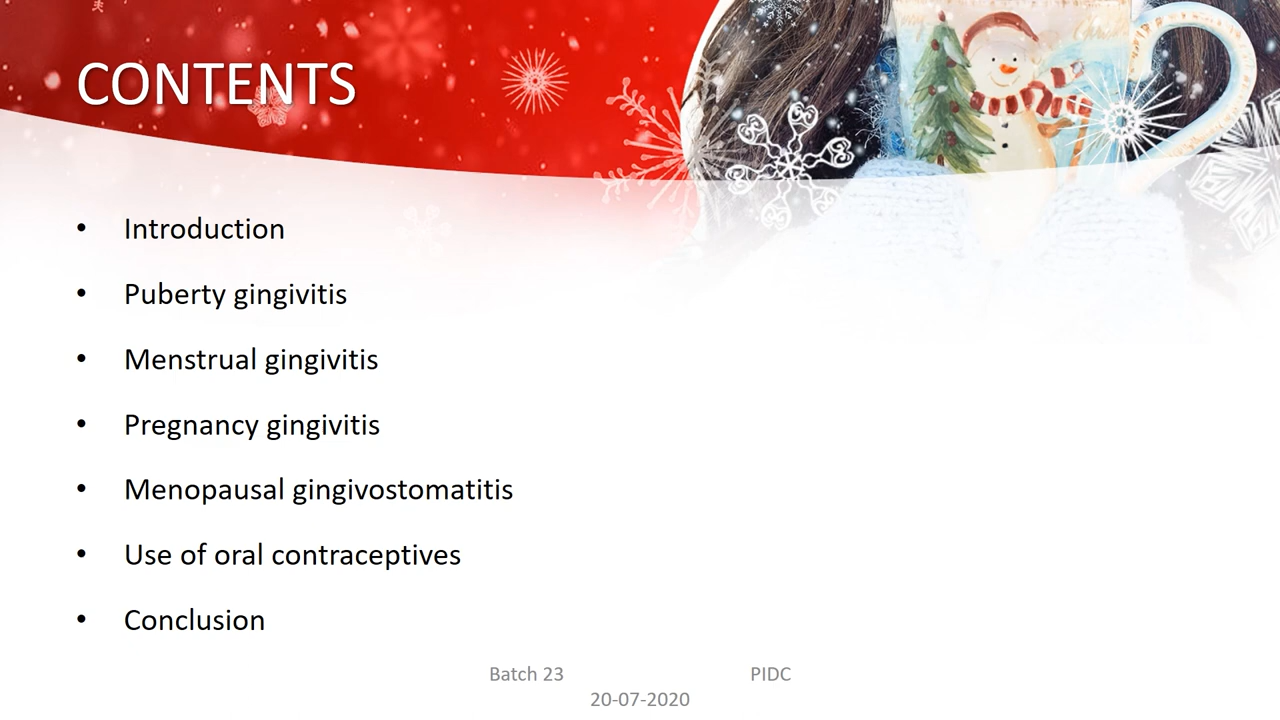 CONTENTS
• Introduction
• Puberty gingivitis
• Menstrual gingivitis
• Pregnancy gingivitis
• Menopausal gingivostomatitis
• Use of oral contraceptives
• Conclusion
Batch 23 PIDC
20-07-2020